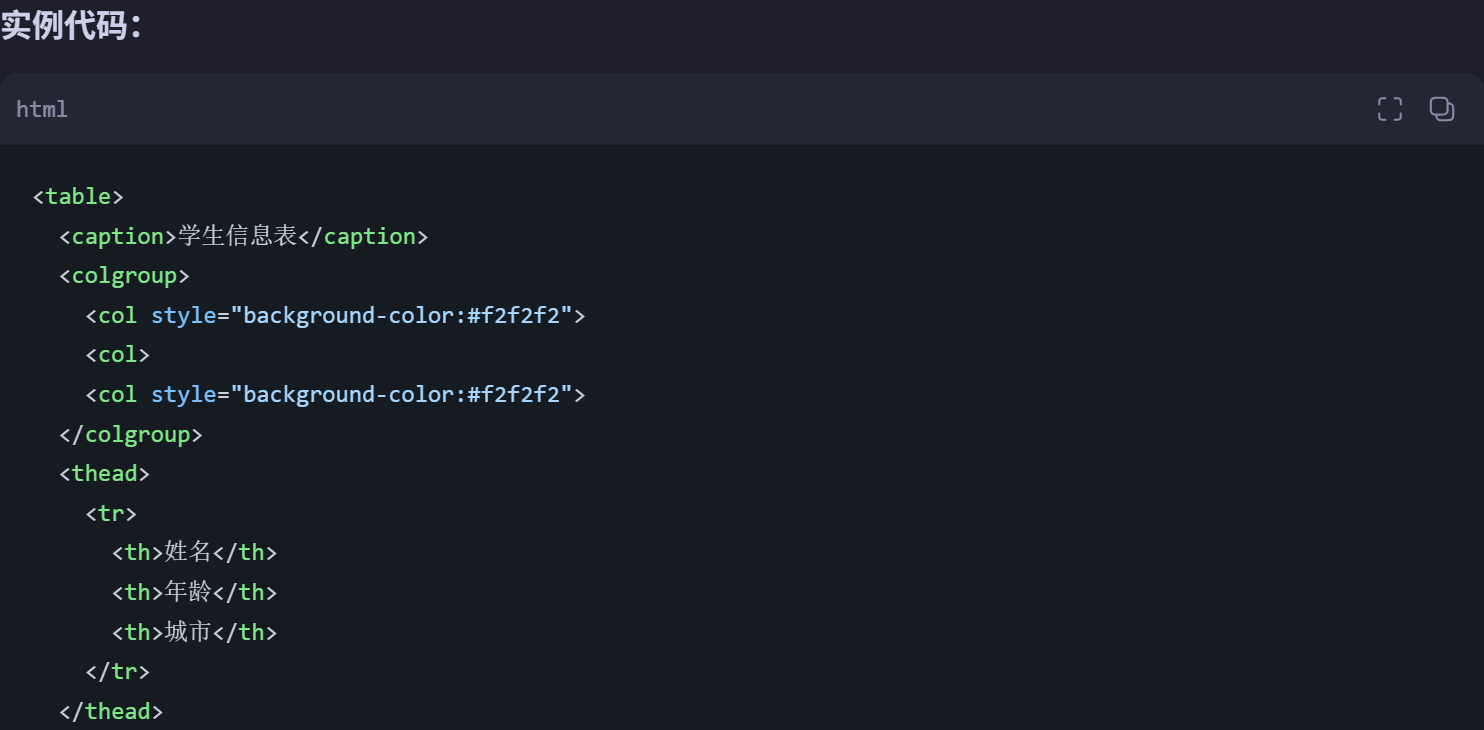 实例代码：
html
<table>
  <caption>学生信息表</caption>
  <colgroup>
    <col style="background-color:#f2f2f2">
    <col>
    <col style="background-color:#f2f2f2">
  </colgroup>
  <thead>
    <tr>
      <th>姓名</th>
      <th>年龄</th>
      <th>城市</th>
    </tr>
  </thead>